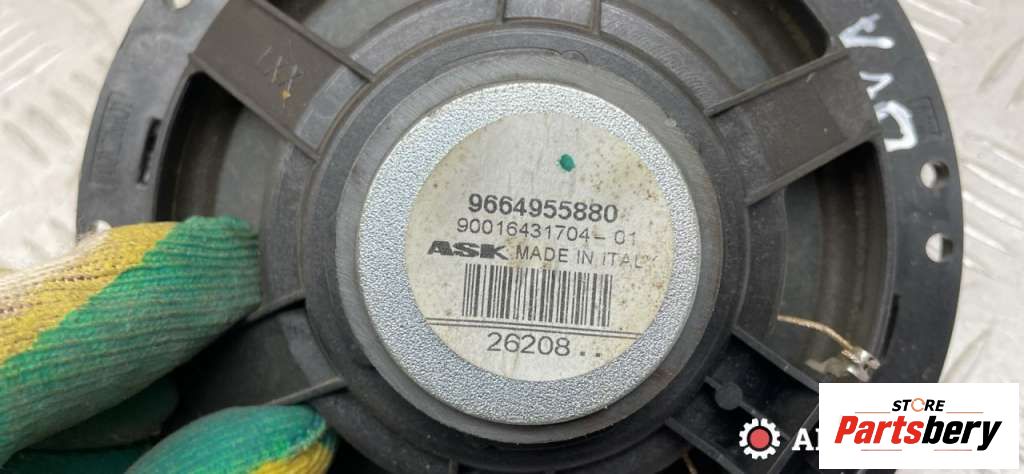 9664955880
90016431704-01
ASK MADE IN ITALY
26208..
STORE
Partsbery